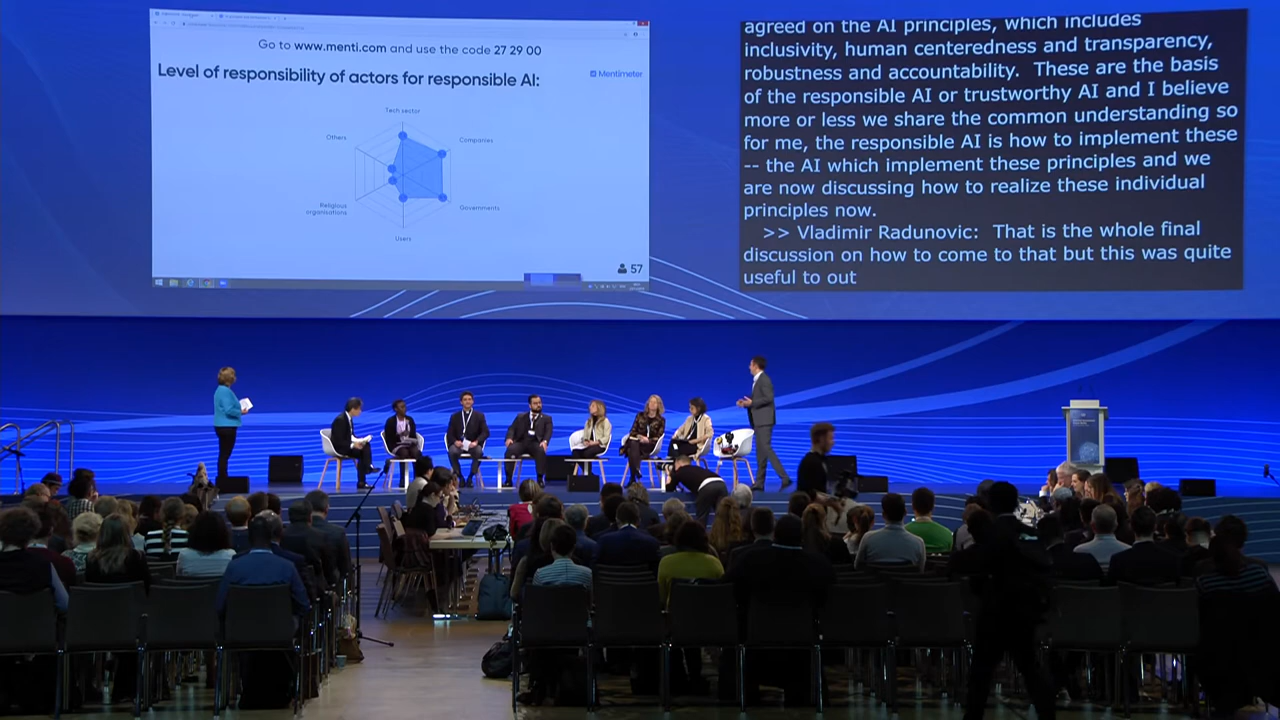 Go to www.menti.com and use the code 27 29 00
Level of responsibility of actors for responsible AI:
Mentimeter
Tech sector
Others
Companies
Religious
organisations
Governments
Users
57
agreed on the AI principles, which includes
inclusivity, human centeredness and transparency,
robustness and accountability.  These are the basis
of the responsible AI or trustworthy AI and I believe
more or less we share the common understanding so
for me, the responsible AI is how to implement these
-- the AI which implement these principles and we
are now discussing how to realize these individual
principles now.
>> Vladimir Radunovic:  That is the whole final
discussion on how to come to that but this was quite
useful to out